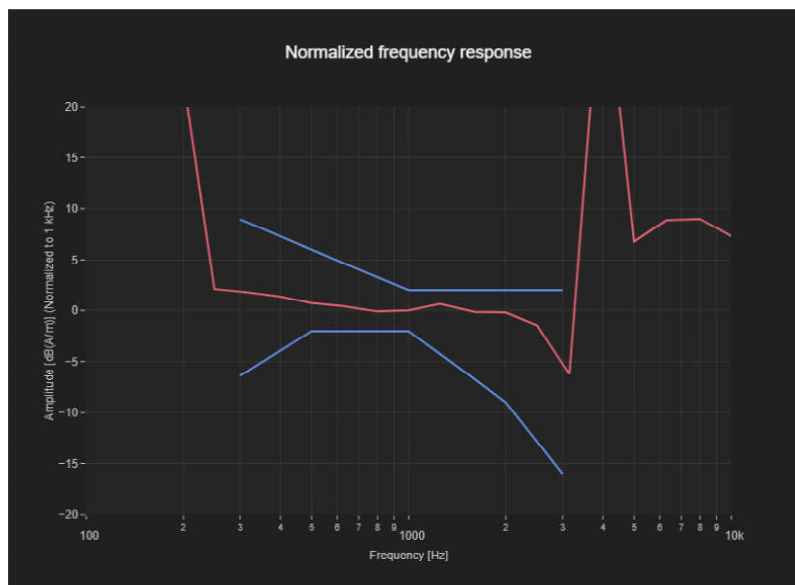 Normalized frequency response
Amplitude [dB(A/m)] (Normalized to 1 kHz)
20
15
10
5
0
−5
−10
−15
−20
100 2 3 4 5 6 7 8 9 1000 2 3 4 5 6 7 8 9 10k
Frequency [Hz]